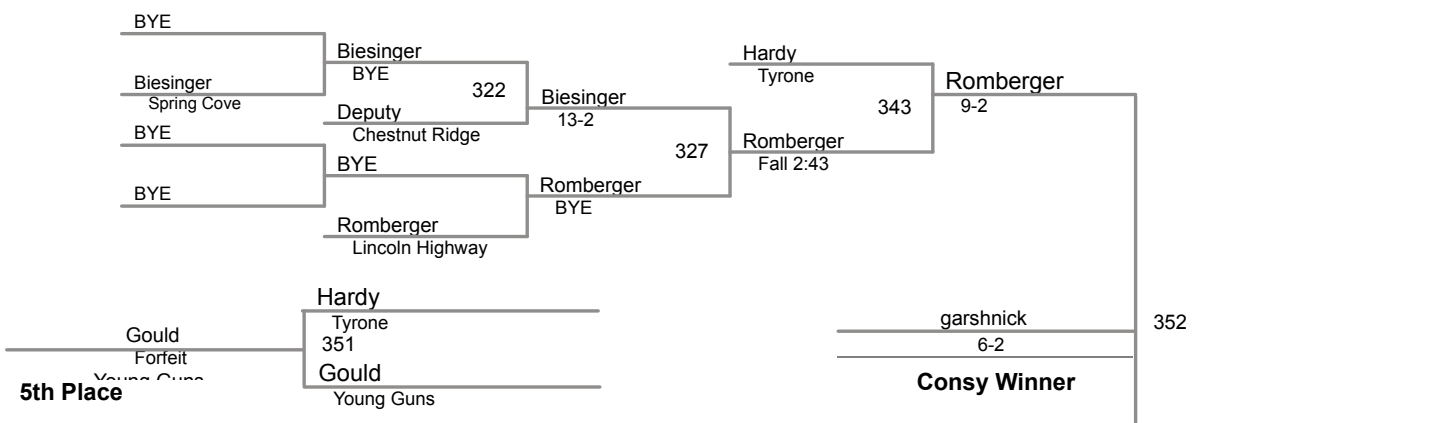 BYE
Biesinger
Spring Cove
BYE
BYE
Biesinger
BYE
322
Deputy
Chestnut Ridge
BYE
Romberger
Lincoln Highway
Biesinger
13-2
327
Romberger
BYE
Hardy
Tyrone
343
Romberger
Fall 2:43
Romberger
9-2
Hardy
Tyrone
351
Gould
Young Guns
Gould
Forfeit
Young Guns
5th Place
garshnick
6-2
Consy Winner
352